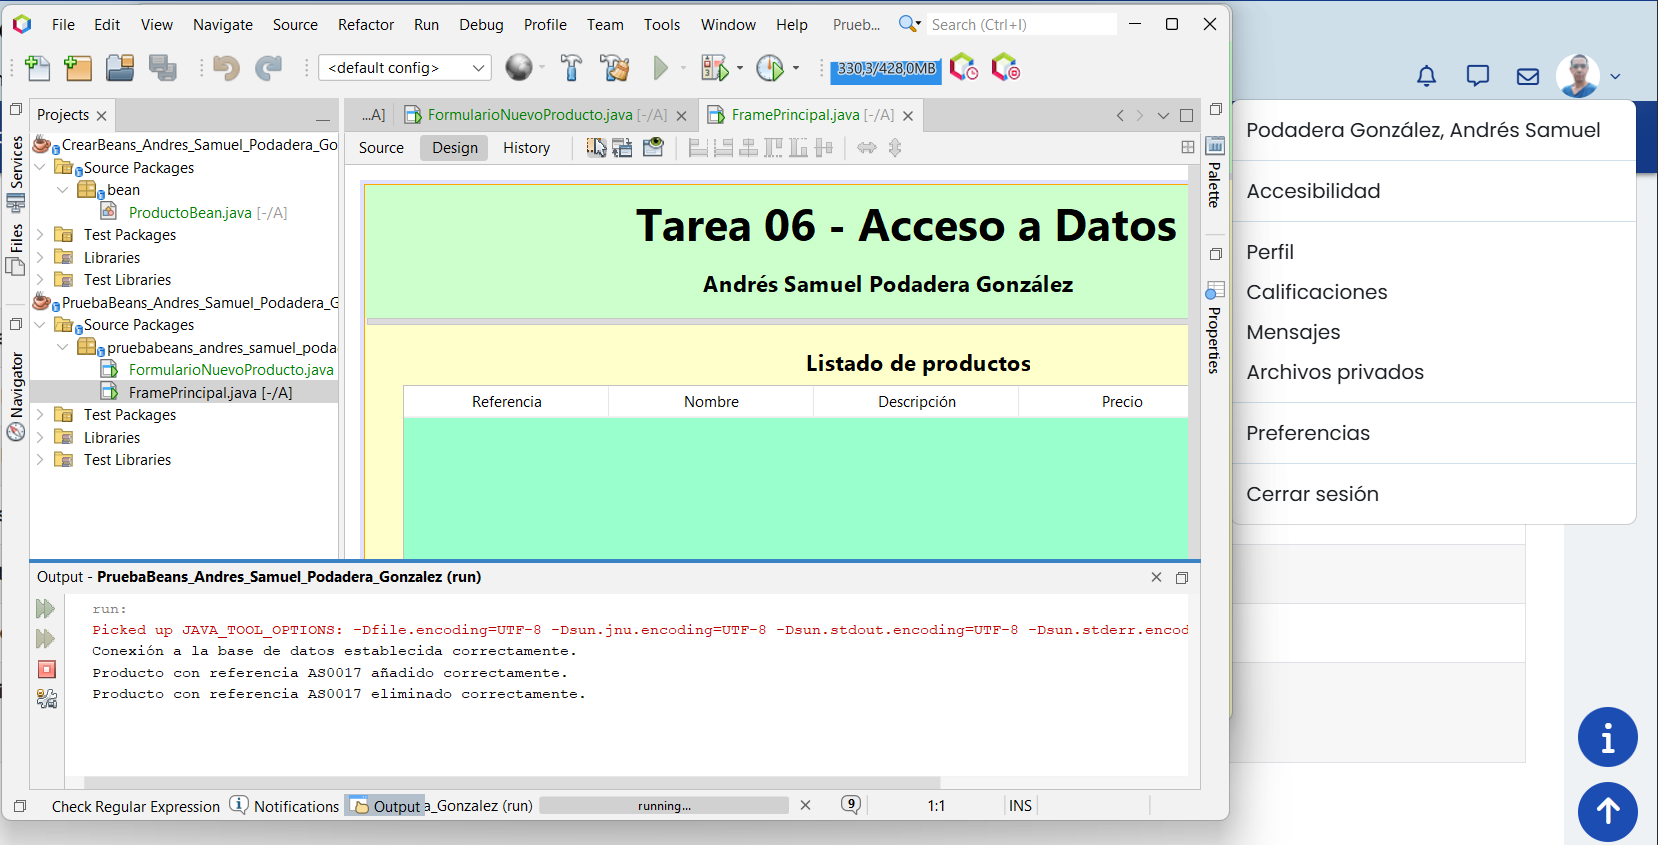 File Edit View Navigate Source Refactor Run Debug Profile Team Tools Window Help Prueb... Search (Ctrl+I)
<default config> 330,3/428,0MB
Projects
...A] FormularioNuevoProducto.java [-/A] FramePrincipal.java [-/A]
Source Design History
Services
Files
Navigator
CrearBeans_Andres_Samuel_Podadera_Go
Source Packages
bean
ProductoBean.java [-/A]
Test Packages
Libraries
Test Libraries
PruebaBeans_Andres_Samuel_Podadera_G
Source Packages
pruebabeans_andres_samuel_poda
FormularioNuevoProducto.java
FramePrincipal.java [-/A]
Test Packages
Libraries
Test Libraries
Tarea 06 - Acceso a Datos
Andrés Samuel Podadera González
Listado de productos
Referencia Nombre Descripción Precio
Palette
Properties
Output - PruebaBeans_Andres_Samuel_Podadera_Gonzalez (run)
run:
Picked up JAVA_TOOL_OPTIONS: -Dfile.encoding=UTF-8 -Dsun.jnu.encoding=UTF-8 -Dsun.stdout.encoding=UTF-8 -Dsun.stderr.encod
Conexión a la base de datos establecida correctamente.
Producto con referencia AS0017 añadido correctamente.
Producto con referencia AS0017 eliminado correctamente.
Check Regular Expression Notifications Output a_Gonzalez (run) running... 9 1:1 INS
Podadera González, Andrés Samuel
Accesibilidad
Perfil
Calificaciones
Mensajes
Archivos privados
Preferencias
Cerrar sesión